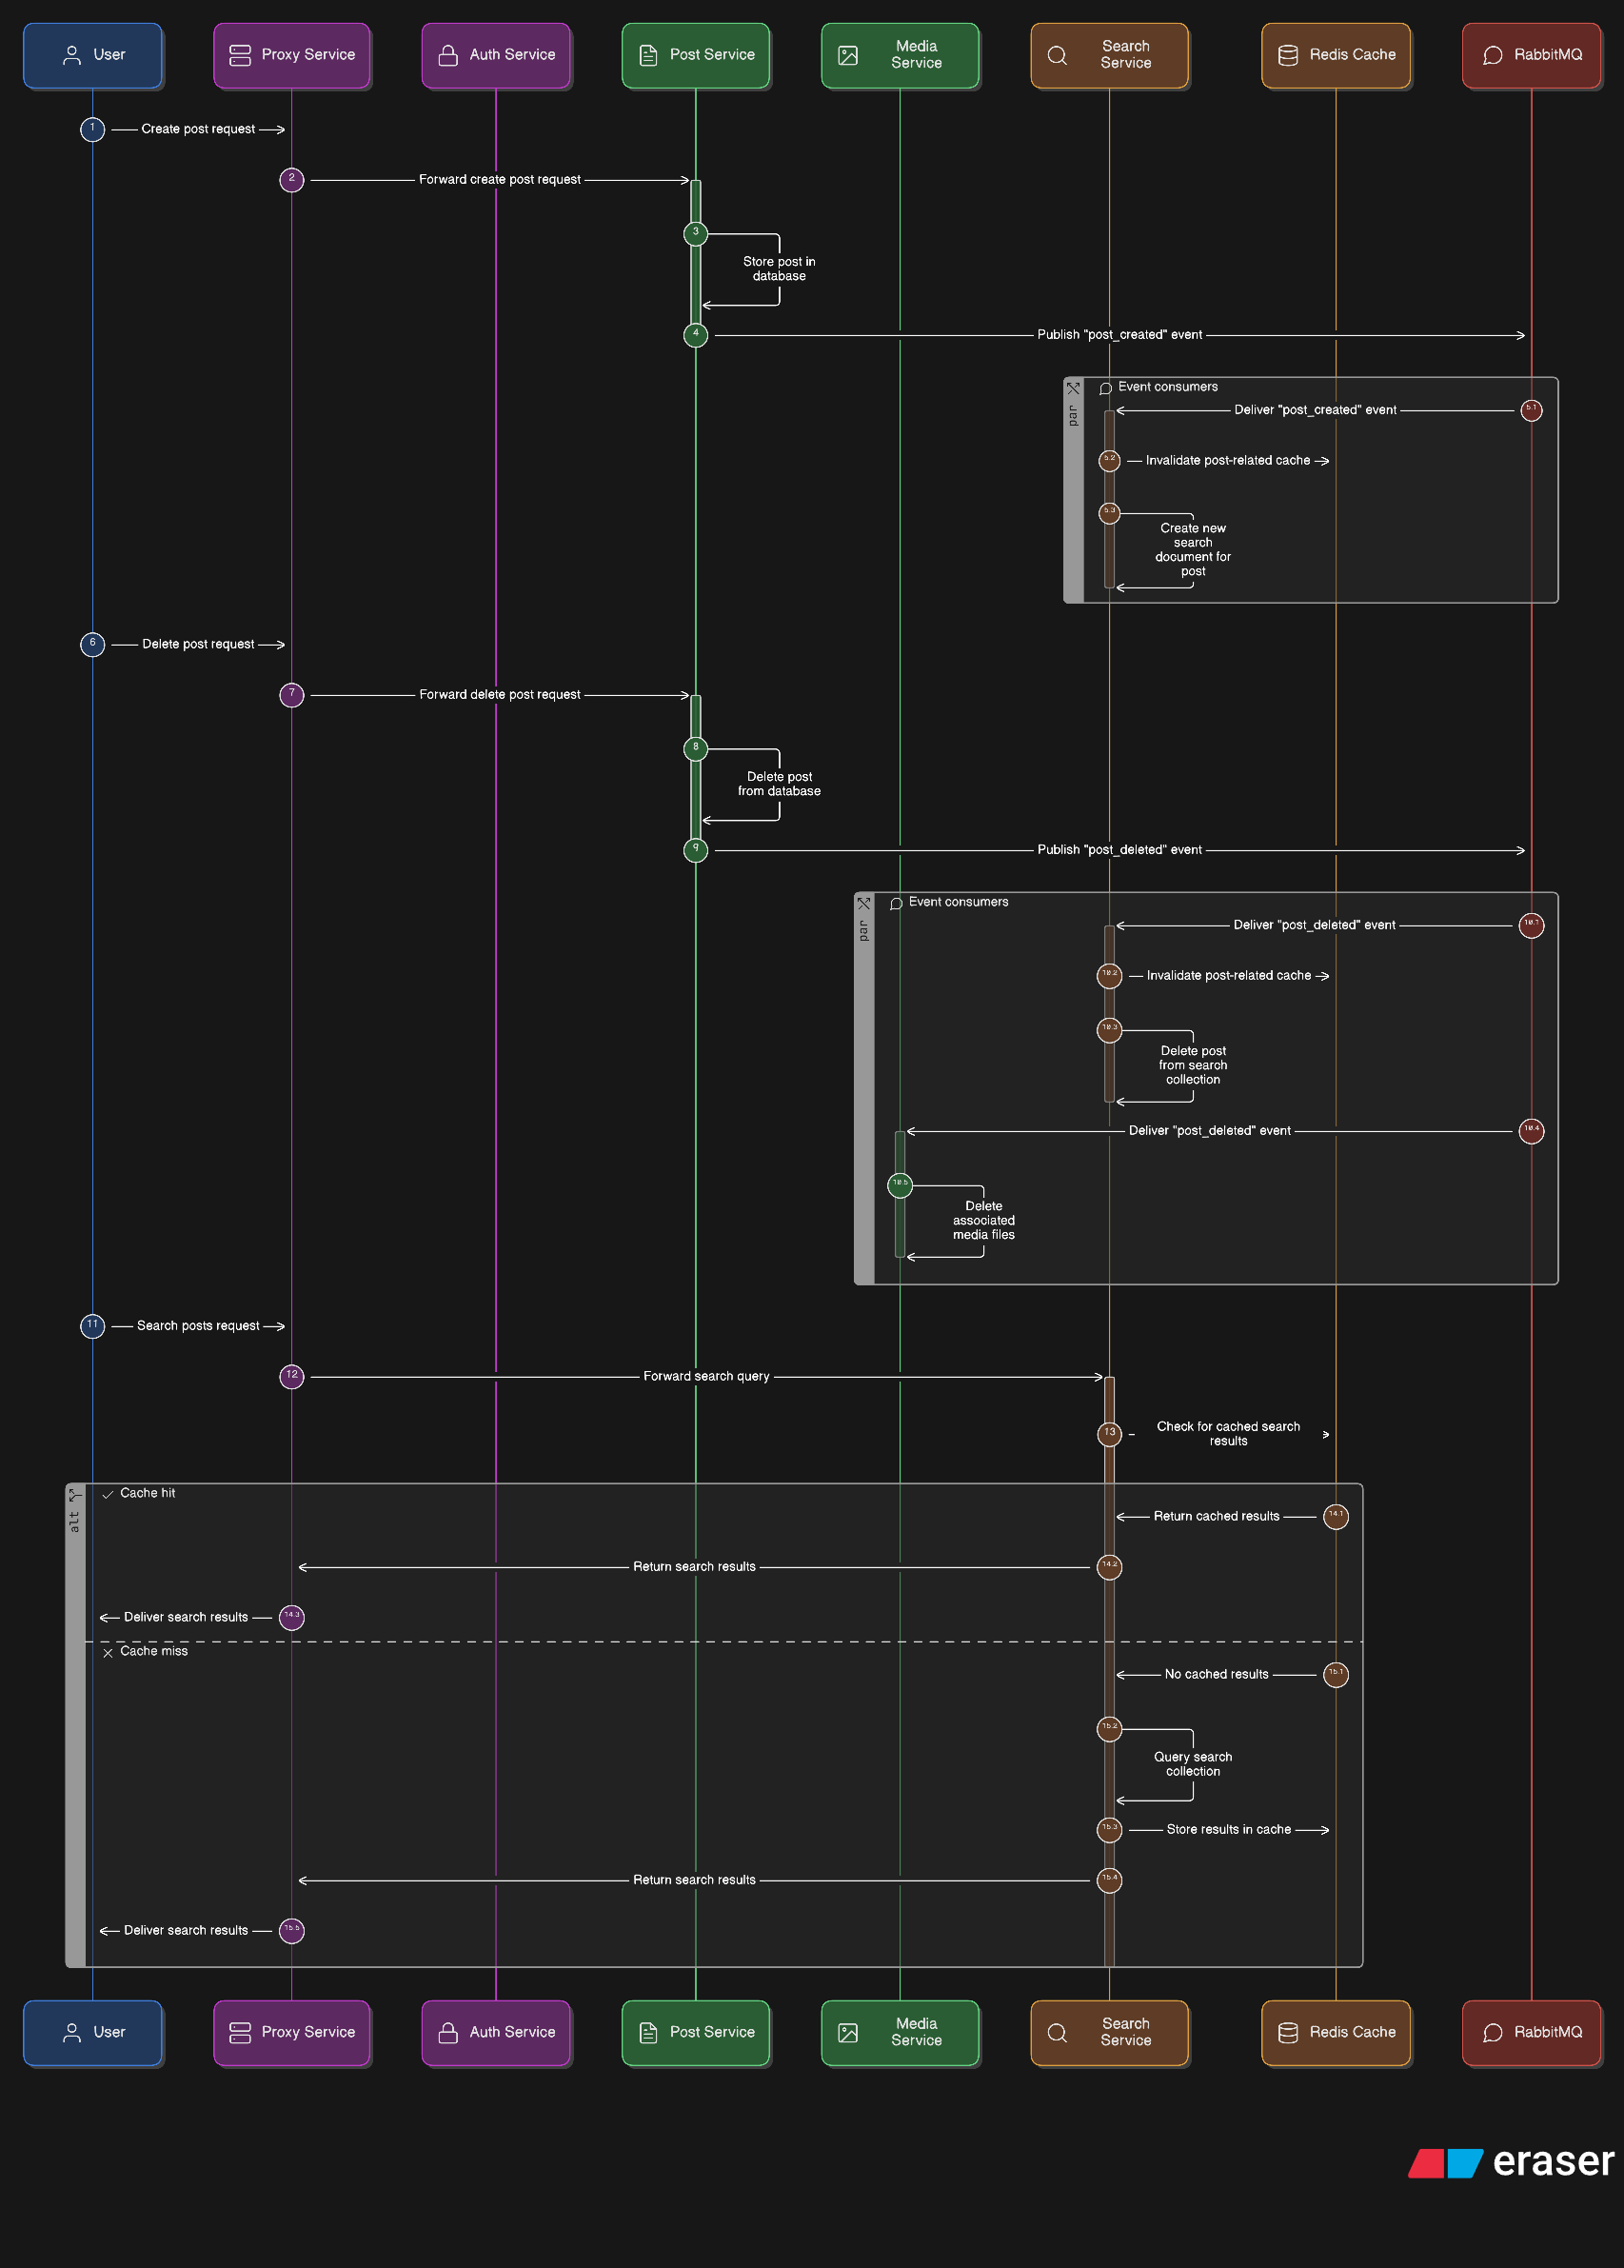 User
Proxy Service
Auth Service
Post Service
Media
Service
Search
Service
Redis Cache
RabbitMQ
1
Create post request
2
Forward create post request
3
Store post in
database
4
Publish "post_created" event
par
Event consumers
Deliver "post_created" event
5.1
5.2
Invalidate post-related cache
5.3
Create new
search
document for
post
6
Delete post request
7
Forward delete post request
8
Delete post
from database
9
Publish "post_deleted" event
par
Event consumers
Deliver "post_deleted" event
10.1
10.2
Invalidate post-related cache
10.3
Delete post
from search
collection
Deliver "post_deleted" event
10.4
10.5
Delete
associated
media files
11
Search posts request
12
Forward search query
13
Check for cached search
results
alt
Cache hit
Return cached results
14.1
Return search results
14.2
Deliver search results
14.3
Cache miss
No cached results
15.1
15.2
Query search
collection
15.3
Store results in cache
Return search results
15.4
Deliver search results
15.5
User
Proxy Service
Auth Service
Post Service
Media
Service
Search
Service
Redis Cache
RabbitMQ
eraser